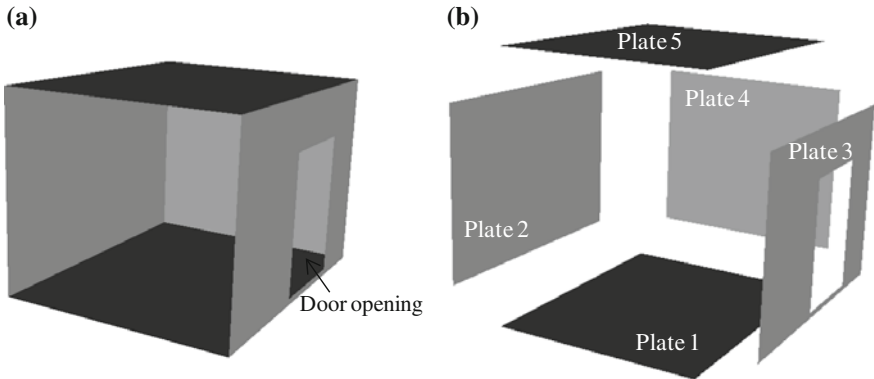 (a)
Door opening
(b)
Plate 5
Plate 4
Plate 3
Plate 2
Plate 1